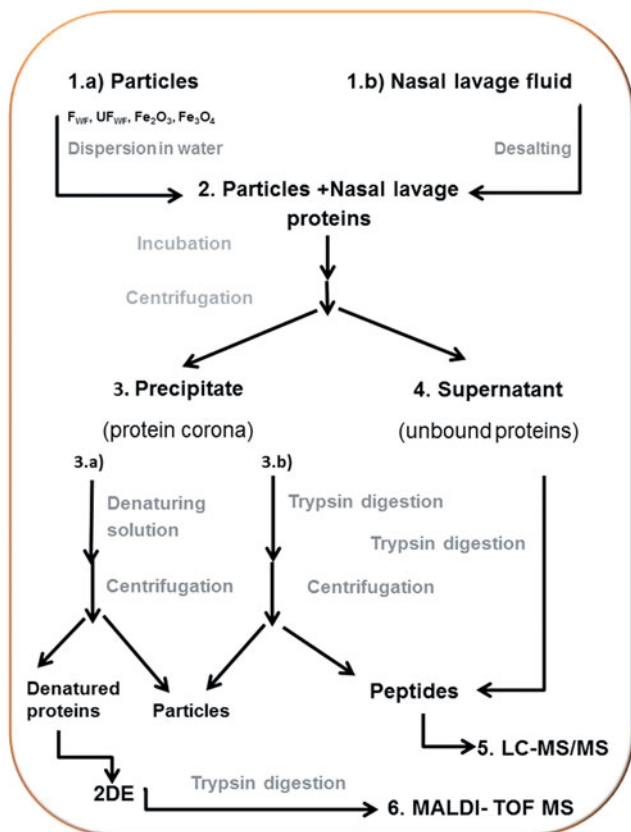 1.a) Particles
1.b) Nasal lavage fluid
F_WF, UF_WF, Fe₂O₃, Fe₃O₄
Dispersion in water
Desalting
2. Particles +Nasal lavage
proteins
Incubation
Centrifugation
3. Precipitate
4. Supernatant
(protein corona)
(unbound proteins)
3.a)
3.b)
Denaturing
solution
Trypsin digestion
Trypsin digestion
Centrifugation
Centrifugation
Denatured
proteins
Particles
Peptides
5. LC-MS/MS
2DE
Trypsin digestion
6. MALDI- TOF MS